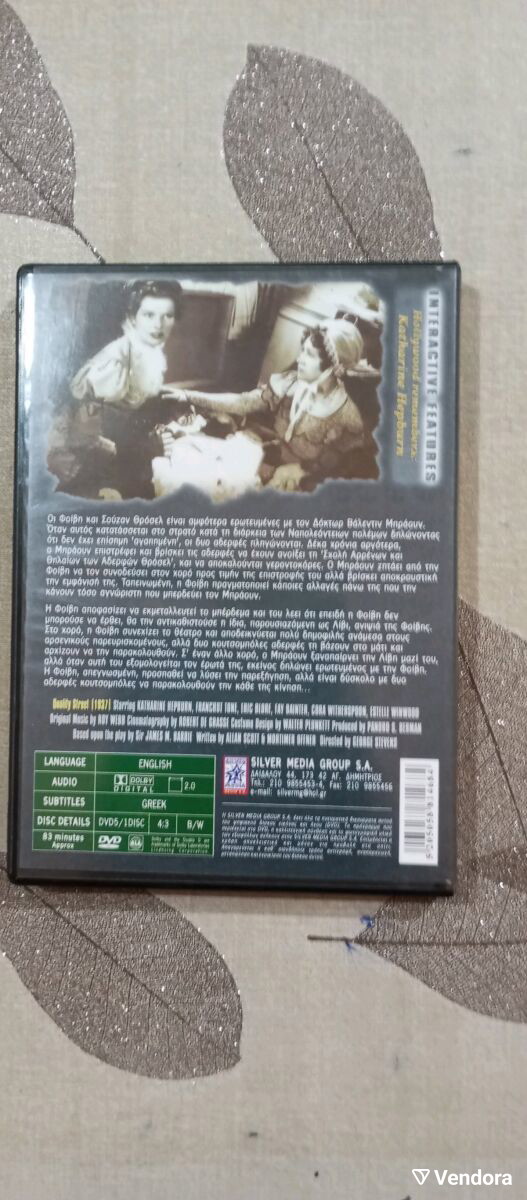 INTERACTIVE FEATURES
Hollywood remembers...
Katharine Hepburn
Οι Φοίβη και Σούζαν Θρόσελ είναι αμφότερα ερωτευμένες με τον Δόκτωρ Βάλεντιν Μπράουν.
Όταν αυτός κατατάσσεται στο στρατό κατά τη διάρκεια των Ναπολεόντειων πολέμων δηλώνοντας
ότι δεν έχει επίσημη 'αγαπημένη', οι δυο αδερφές πληγώνονται. Δέκα χρόνια αργότερα,
ο Μπράουν επιστρέφει και βρίσκει τις αδερφές να έχουν ανοίξει τη 'Σχολή Αρρένων και
Θηλαίων των Αδερφών Θρόσελ', και να αποκαλούνται γεροντοκόρες. Ο Μπράουν ζητάει από την
Φοίβη να τον συνοδεύσει στον χορό προς τιμήν της επιστροφής του αλλά βρίσκει αποκρουστική
την εμφάνισή της. Ταπεινωμένη, η Φοίβη πραγματοποιεί κάποιες αλλαγές πάνω της που την
κάνουν τόσο αγνώριστη που μπερδεύει τον Μπράουν.
Η Φοίβη αποφασίζει να εκμεταλλευτεί το μπέρδεμα και του λέει ότι επειδή η Φοίβη δεν
μπορούσε να έρθει, θα την αντικαθιστούσε η ίδια, παρουσιαζόμενη ως Λίβι, ανιψιά της Φοίβης.
Στο χορό, η Φοίβη συνεχίζει το θέατρο και αποδεικνύεται πολύ δημοφιλής ανάμεσα στους
αρσενικούς παρευρισκομένους, αλλά δυο κουτσομπόλες αδερφές τη βάζουν στο μάτι και
αρχίζουν να την παρακολουθούν. Σ' έναν άλλο χορό, ο Μπράουν ξαναπαίρνει την Λίβη μαζί του,
αλλά όταν αυτή του εξομολογείται τον έρωτά της, εκείνος δηλώνει ερωτευμένος με την Φοίβη.
Η Φοίβη, απεγνωσμένη, προσπαθεί να λύσει την παρεξήγηση, αλλά είναι δύσκολο με δυο
αδερφές κουτσομπόλες να παρακολουθούν την κάθε της κίνηση...
Quality Street [1937] Starring KATHARINE HEPBURN, FRANCHOT TONE, ERIC BLORE, FAY BAINTER, CORA WITHERSPOON, ESTELLE WINWOOD
Original Music by ROY WEBB Cinematography by ROBERT DE GRASSE Costume Design by WALTER PLUNKETT Produced by PANDRO S. BERMAN
Based upon the play by Sir JAMES M. BARRIE Written by ALLAN SCOTT & MORTIMER OFFNER Directed by GEORGE STEVENS
LANGUAGE ENGLISH
AUDIO DOLBY DIGITAL 2.0
SUBTITLES GREEK
DISC DETAILS DVD5/1DISC 4:3 B/W
83 minutes Approx DVD ALL
SILVER MEDIA GROUP S.A.
ΔΑΙΔΑΛΟΥ 44, 173 42 ΑΓ. ΔΗΜΗΤΡΙΟΣ
Τηλ.: 210 9855453-4, Fax: 210 9855456
e-mail: silvermg@hol.gr
Vendora